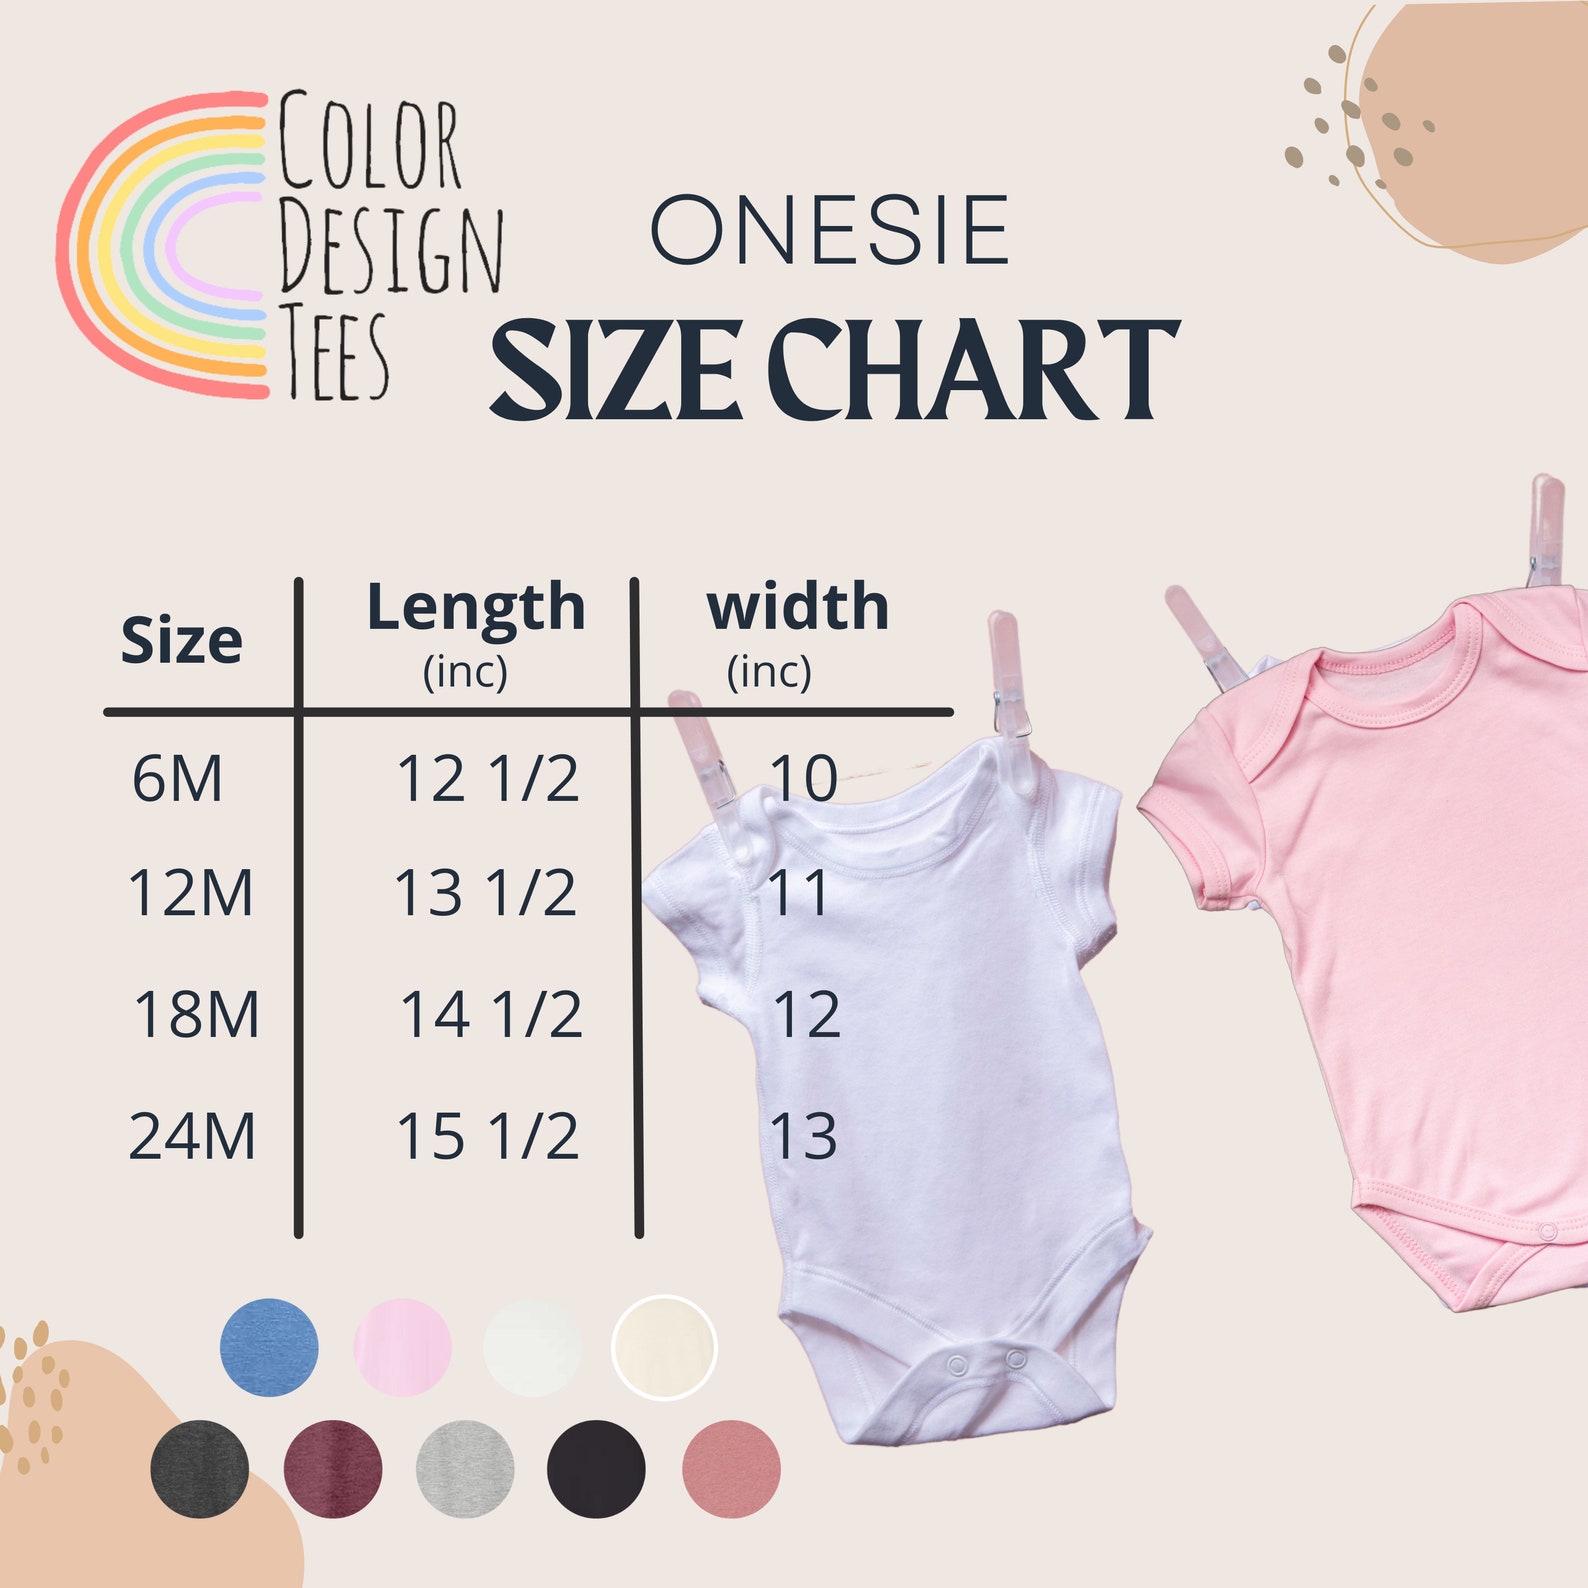 COLOR
DESIGN
TEES
ONESIE
SIZE CHART
Size Length width
(inc) (inc)
6M 12 1/2 10
12M 13 1/2 11
18M 14 1/2 12
24M 15 1/2 13